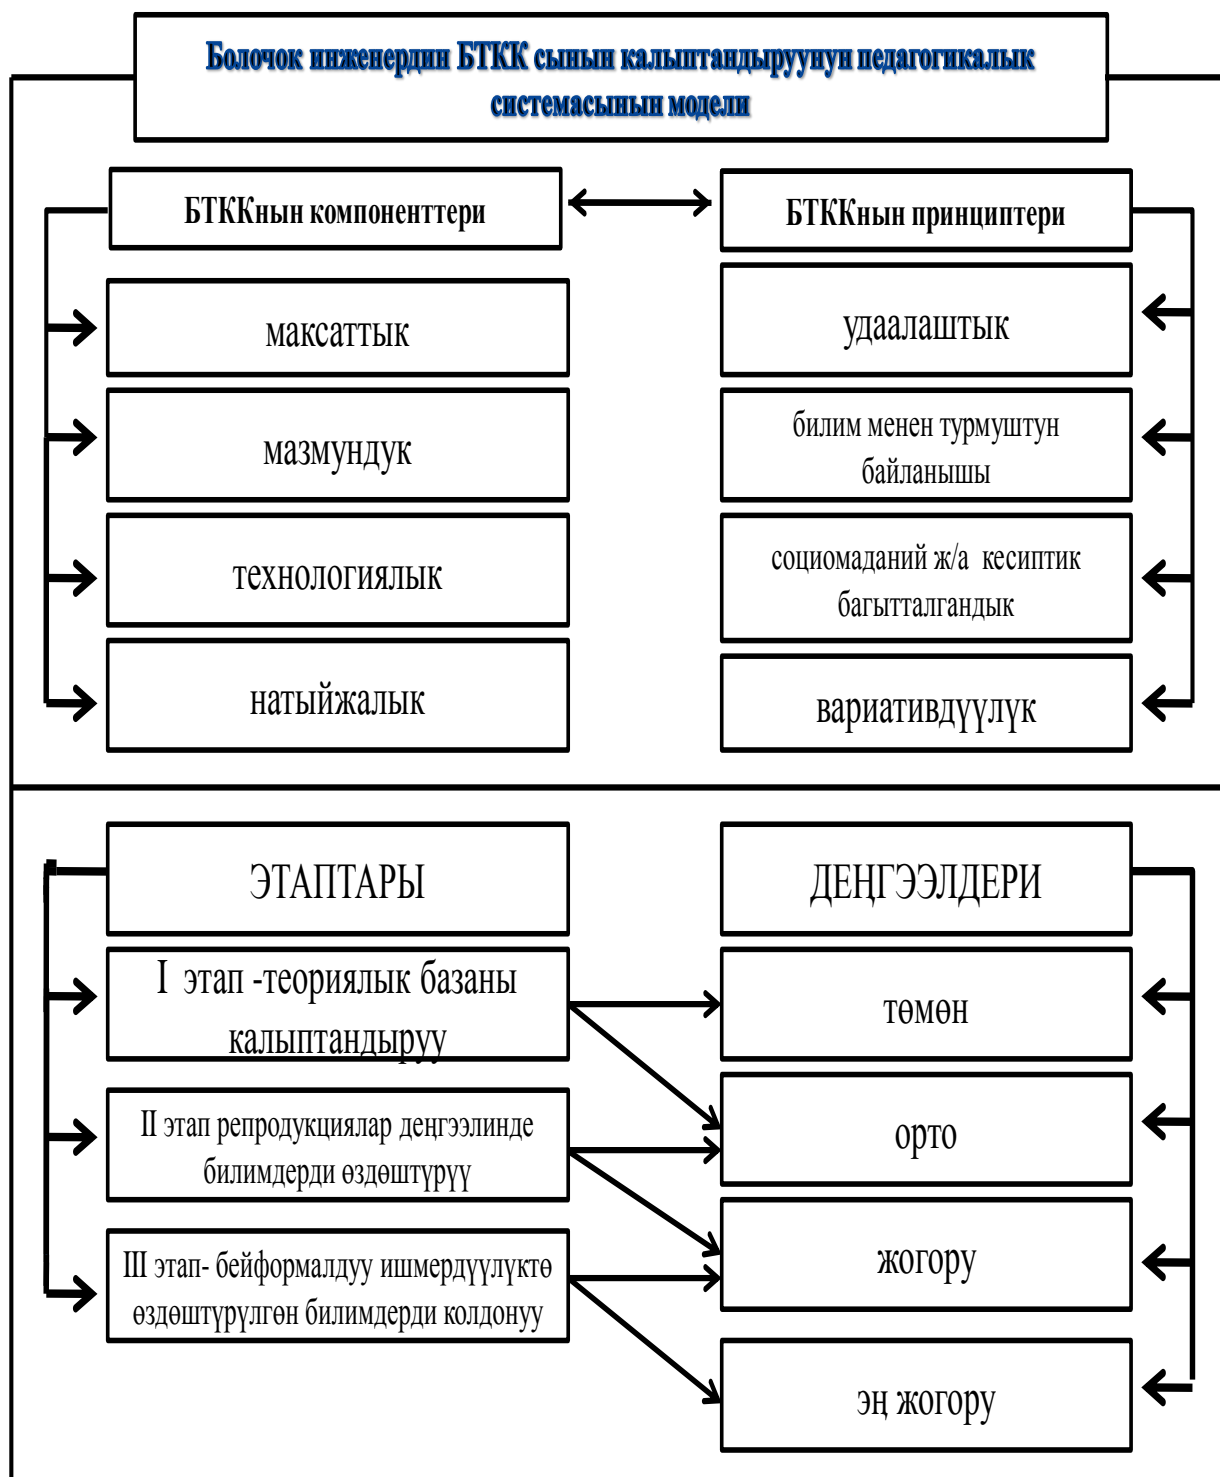 Болочок инженердин БТКК сынын калыптандыруунун педагогикалык
системасынын модели
БТККнын компоненттери
максаттык
мазмундук
технологиялык
натыйжалык
БТККнын принциптери
удаалаштык
билим менен турмуштун
байланышы
социомаданий ж/а кесиптик
багытталгандык
вариативдүүлүк
ЭТАПТАРЫ
I этап -теориялык базаны
калыптандыруу
II этап репродукциялар деңгээлинде
билимдерди өздөштүрүү
III этап- бейформалдуу ишмердүүлүктө
өздөштүрүлгөн билимдерди колдонуу
ДЕҢГЭЭЛДЕРИ
төмөн
орто
жогору
эң жогору